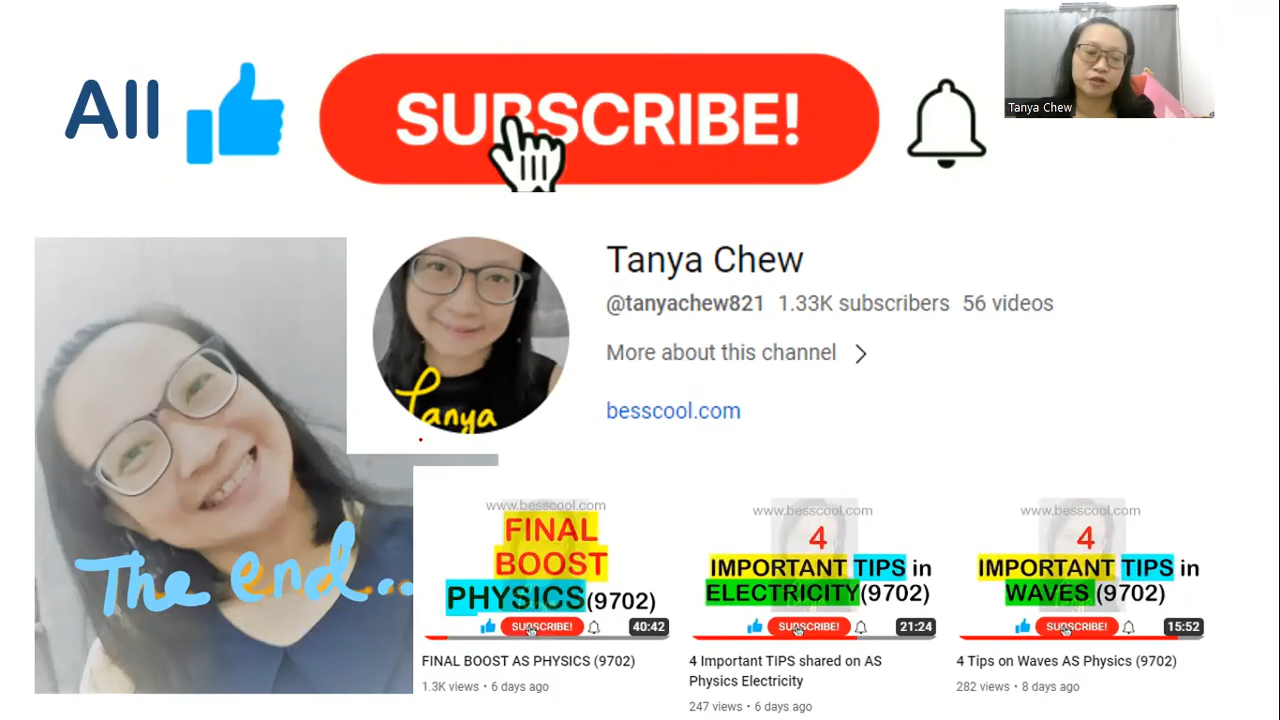 All
SUBSCRIBE!
Tanya Chew
Tanya
Tanya Chew
@tanyachew821 1.33K subscribers 56 videos
More about this channel
besscool.com
The end...
www.besscool.com
FINAL
BOOST
PHYSICS(9702)
SUBSCRIBE!
40:42
FINAL BOOST AS PHYSICS (9702)
1.3K views • 6 days ago
www.besscool.com
4
IMPORTANT TIPS in
ELECTRICITY(9702)
SUBSCRIBE!
21:24
4 Important TIPS shared on AS
Physics Electricity
247 views • 6 days ago
www.besscool.com
4
IMPORTANT TIPS in
WAVES (9702)
SUBSCRIBE!
15:52
4 Tips on Waves AS Physics (9702)
282 views • 8 days ago